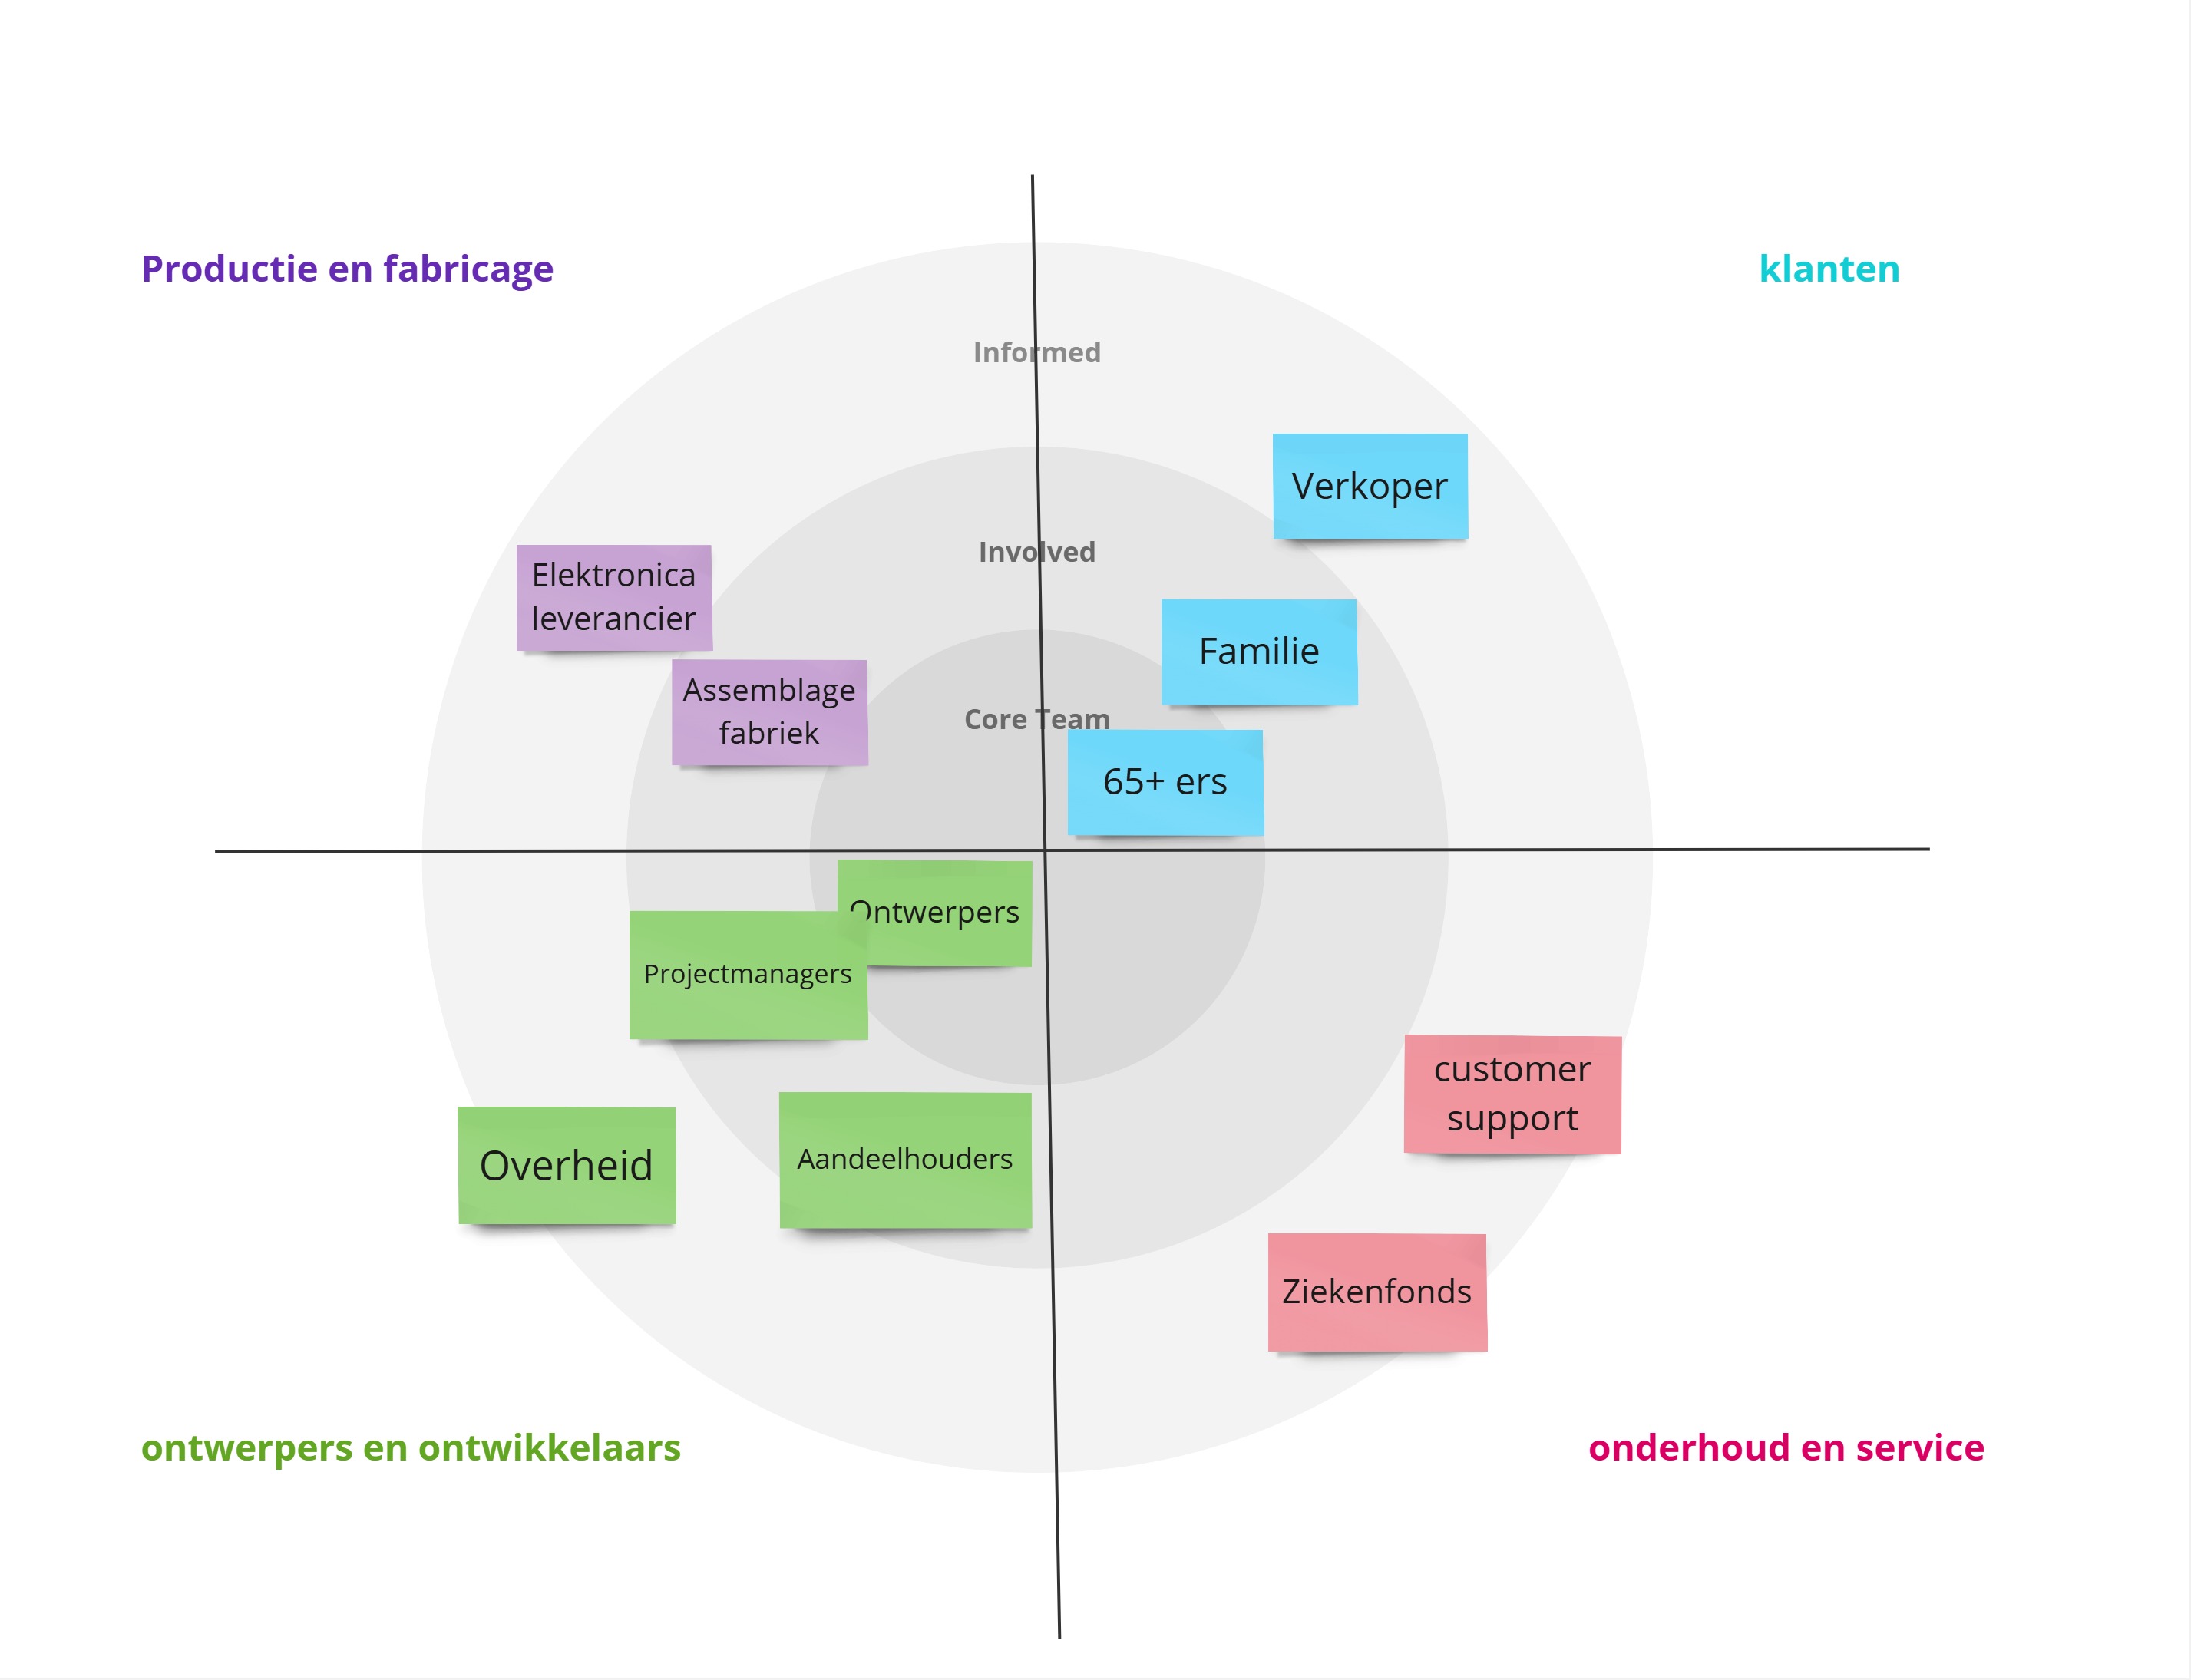 Productie en fabricage
klanten
Informed
Verkoper
Involved
Elektronica
leverancier
Familie
Assemblage
fabriek
Core Team
65+ ers
Ontwerpers
Projectmanagers
customer
support
Overheid
Aandeelhouders
Ziekenfonds
ontwerpers en ontwikkelaars
onderhoud en service